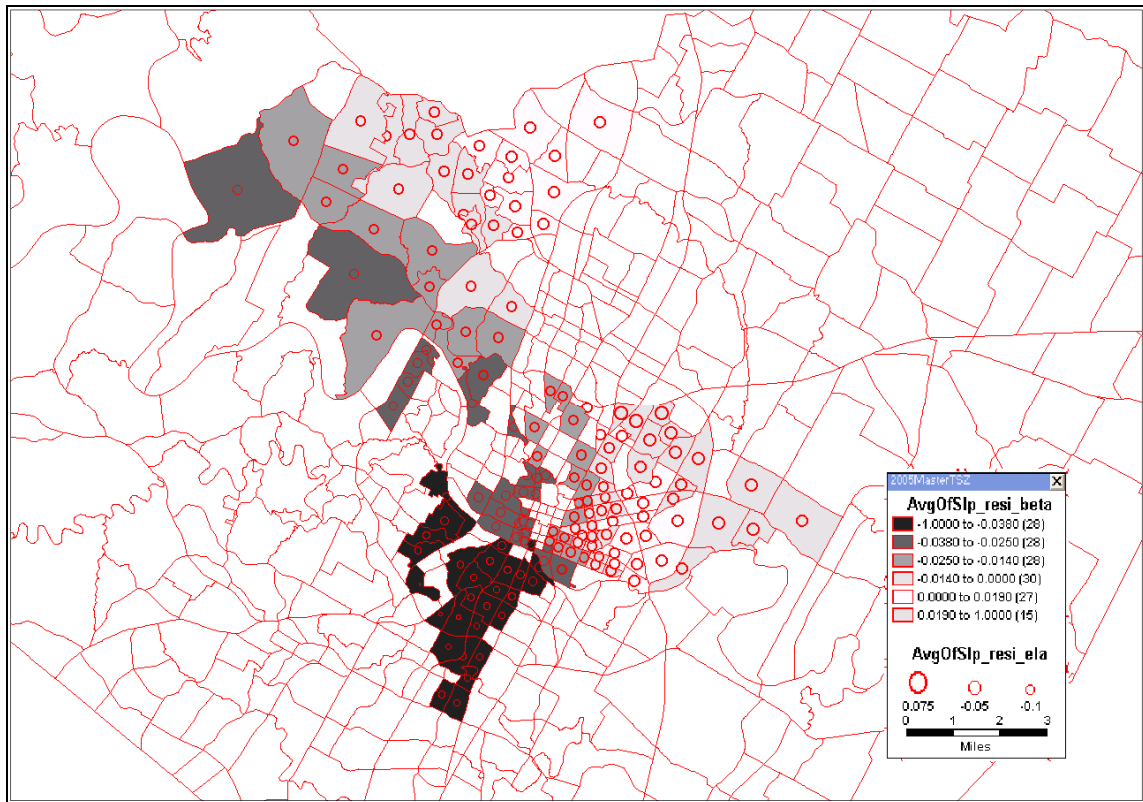 2005MasterTSZ
AvgOfSlp_resi_beta
-1.0000 to -0.0380 (28)
-0.0380 to -0.0250 (28)
-0.0250 to -0.0140 (28)
-0.0140 to 0.0000 (30)
0.0000 to 0.0190 (27)
0.0190 to 1.0000 (15)
AvgOfSlp_resi_ela
0.075 -0.05 -0.1
0 1 2 3
Miles